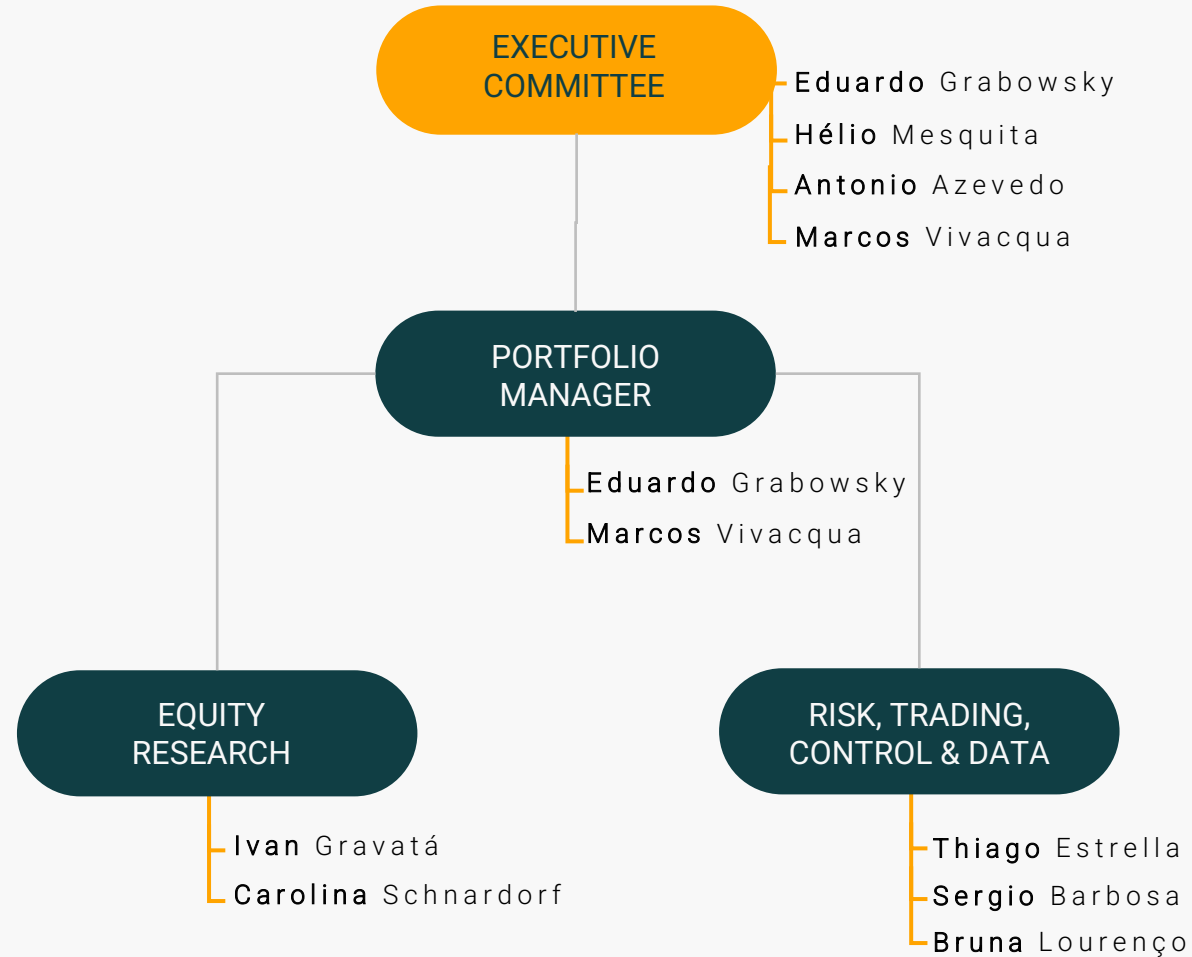 EXECUTIVE
COMMITTEE
Eduardo Grabowsky
Hélio Mesquita
Antonio Azevedo
Marcos Vivacqua
PORTFOLIO
MANAGER
Eduardo Grabowsky
Marcos Vivacqua
EQUITY
RESEARCH
Ivan Gravatá
Carolina Schnardorf
RISK, TRADING,
CONTROL & DATA
Thiago Estrella
Sergio Barbosa
Bruna Lourenço